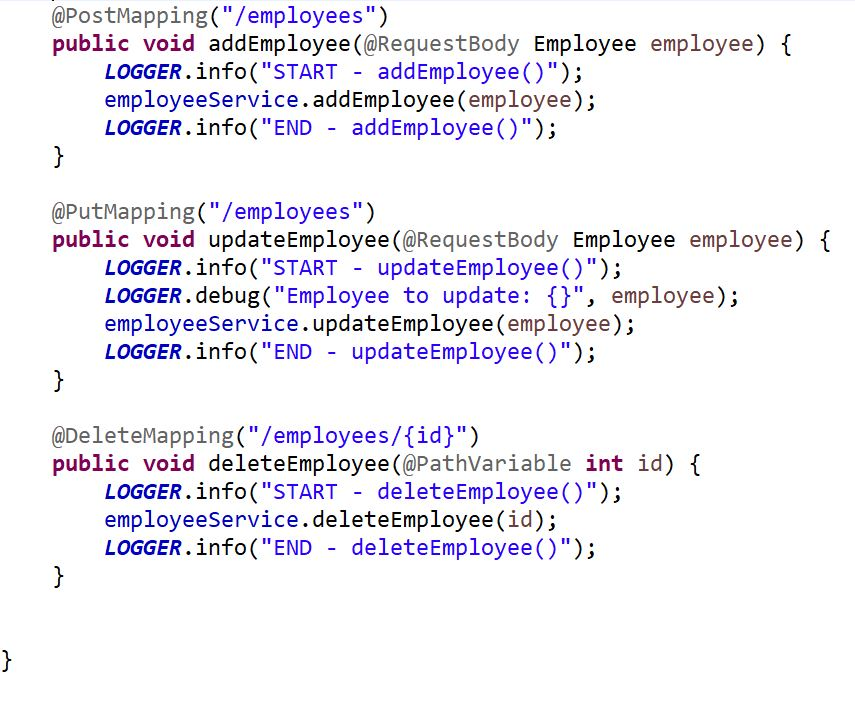 @PostMapping("/employees")
public void addEmployee(@RequestBody Employee employee) {
LOGGER.info("START - addEmployee()");
employeeService.addEmployee(employee);
LOGGER.info("END - addEmployee()");
}
@PutMapping("/employees")
public void updateEmployee(@RequestBody Employee employee) {
LOGGER.info("START - updateEmployee()");
LOGGER.debug("Employee to update: {}", employee);
employeeService.updateEmployee(employee);
LOGGER.info("END - updateEmployee()");
}
@DeleteMapping("/employees/{id}")
public void deleteEmployee(@PathVariable int id) {
LOGGER.info("START - deleteEmployee()");
employeeService.deleteEmployee(id);
LOGGER.info("END - deleteEmployee()");
}
}